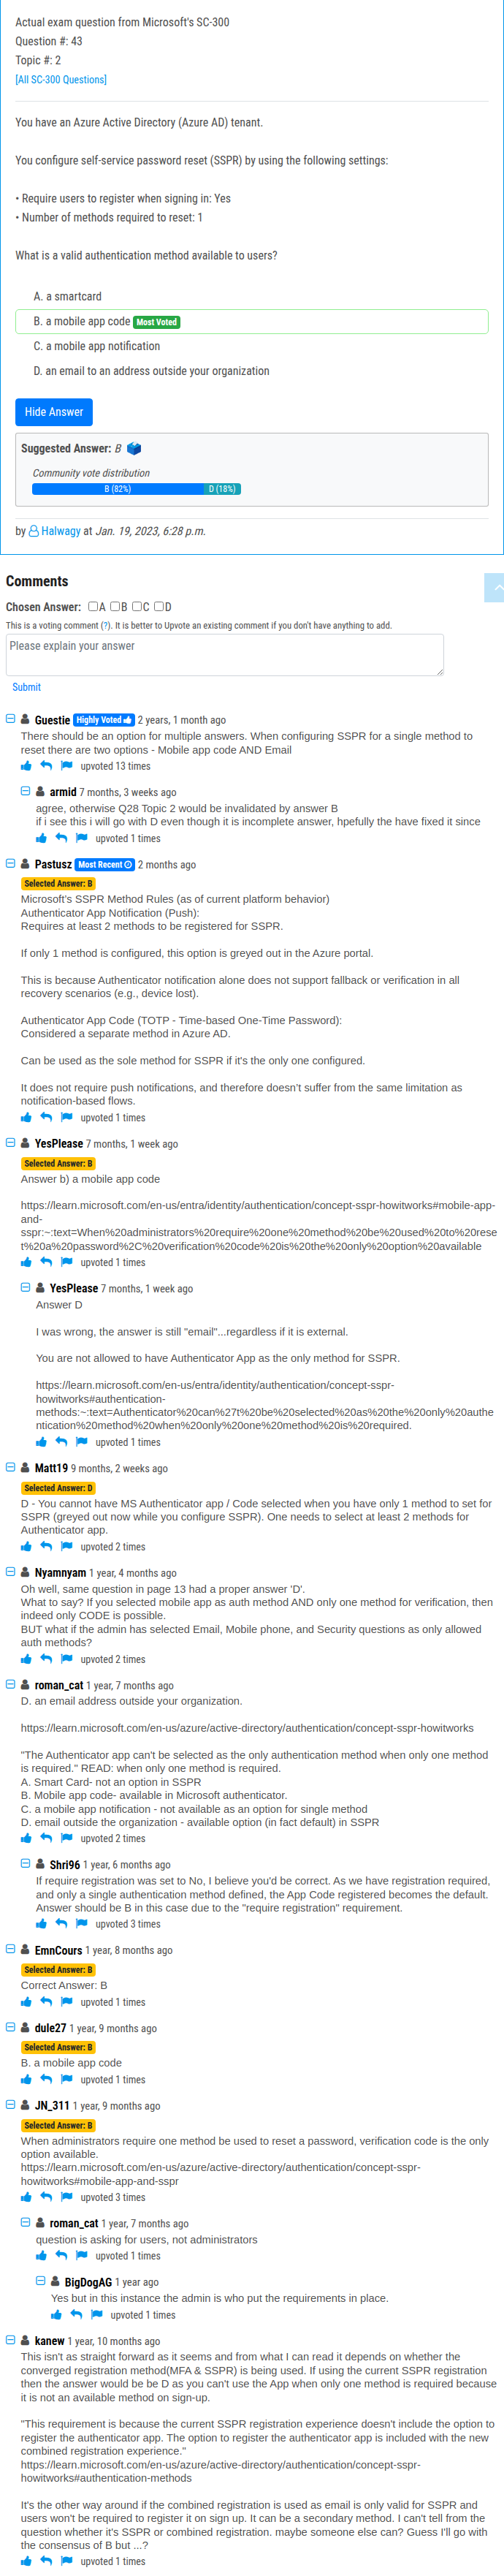 Actual exam question from Microsoft's SC-300
Question #: 43
Topic #: 2
[All SC-300 Questions]
You have an Azure Active Directory (Azure AD) tenant.
You configure self-service password reset (SSPR) by using the following settings:
• Require users to register when signing in: Yes
• Number of methods required to reset: 1
What is a valid authentication method available to users?
A. a smartcard
B. a mobile app code Most Voted
C. a mobile app notification
D. an email to an address outside your organization
Hide Answer
Suggested Answer: B
Community vote distribution
B (82%) D (18%)
by Halwagy at Jan. 19, 2023, 6:28 p.m.
Comments
Chosen Answer: A B C D
This is a voting comment (?). It is better to Upvote an existing comment if you don't have anything to add.
Please explain your answer
Submit
Guestie Highly Voted 2 years, 1 month ago
There should be an option for multiple answers. When configuring SSPR for a single method to
reset there are two options - Mobile app code AND Email
upvoted 13 times
armid 7 months, 3 weeks ago
agree, otherwise Q28 Topic 2 would be invalidated by answer B
if i see this i will go with D even though it is incomplete answer, hpefully the have fixed it since
upvoted 1 times
Pastusz Most Recent 2 months ago
Selected Answer: B
Microsoft's SSPR Method Rules (as of current platform behavior)
Authenticator App Notification (Push):
Requires at least 2 methods to be registered for SSPR.
If only 1 method is configured, this option is greyed out in the Azure portal.
This is because Authenticator notification alone does not support fallback or verification in all
recovery scenarios (e.g., device lost).
Authenticator App Code (TOTP - Time-based One-Time Password):
Considered a separate method in Azure AD.
Can be used as the sole method for SSPR if it's the only one configured.
It does not require push notifications, and therefore doesn't suffer from the same limitation as
notification-based flows.
upvoted 1 times
YesPlease 7 months, 1 week ago
Selected Answer: B
Answer b) a mobile app code
https://learn.microsoft.com/en-us/entra/identity/authentication/concept-sspr-howitworks#mobile-app-
and-
sspr:~:text=When%20administrators%20require%20one%20method%20be%20used%20to%20rese
t%20a%20password%2C%20verification%20code%20is%20the%20only%20option%20available
upvoted 1 times
YesPlease 7 months, 1 week ago
Answer D
I was wrong, the answer is still "email"...regardless if it is external.
You are not allowed to have Authenticator App as the only method for SSPR.
https://learn.microsoft.com/en-us/entra/identity/authentication/concept-sspr-
howitworks#authentication-
methods:~:text=Authenticator%20can%27t%20be%20selected%20as%20the%20only%20authe
ntication%20method%20when%20only%20one%20method%20is%20required.
upvoted 1 times
Matt19 9 months, 2 weeks ago
Selected Answer: D
D - You cannot have MS Authenticator app / Code selected when you have only 1 method to set for
SSPR (greyed out now while you configure SSPR). One needs to select at least 2 methods for
Authenticator app.
upvoted 2 times
Nyamnyam 1 year, 4 months ago
Oh well, same question in page 13 had a proper answer 'D'.
What to say? If you selected mobile app as auth method AND only one method for verification, then
indeed only CODE is possible.
BUT what if the admin has selected Email, Mobile phone, and Security questions as only allowed
auth methods?
upvoted 2 times
roman_cat 1 year, 7 months ago
D. an email address outside your organization.
https://learn.microsoft.com/en-us/azure/active-directory/authentication/concept-sspr-howitworks
"The Authenticator app can't be selected as the only authentication method when only one method
is required." READ: when only one method is required.
A. Smart Card- not an option in SSPR
B. Mobile app code- available in Microsoft authenticator.
C. a mobile app notification - not available as an option for single method
D. email outside the organization - available option (in fact default) in SSPR
upvoted 2 times
Shri96 1 year, 6 months ago
If require registration was set to No, I believe you'd be correct. As we have registration required,
and only a single authentication method defined, the App Code registered becomes the default.
Answer should be B in this case due to the "require registration" requirement.
upvoted 3 times
EmnCours 1 year, 8 months ago
Selected Answer: B
Correct Answer: B
upvoted 1 times
dule27 1 year, 9 months ago
Selected Answer: B
B. a mobile app code
upvoted 1 times
JN_311 1 year, 9 months ago
Selected Answer: B
When administrators require one method be used to reset a password, verification code is the only
option available.
https://learn.microsoft.com/en-us/azure/active-directory/authentication/concept-sspr-
howitworks#mobile-app-and-sspr
upvoted 3 times
roman_cat 1 year, 7 months ago
question is asking for users, not administrators
upvoted 1 times
BigDogAG 1 year ago
Yes but in this instance the admin is who put the requirements in place.
upvoted 1 times
kanew 1 year, 10 months ago
This isn't as straight forward as it seems and from what I can read it depends on whether the
converged registration method(MFA & SSPR) is being used. If using the current SSPR registration
then the answer would be be D as you can't use the App when only one method is required because
it is not an available method on sign-up.
"This requirement is because the current SSPR registration experience doesn't include the option to
register the authenticator app. The option to register the authenticator app is included with the new
combined registration experience."
https://learn.microsoft.com/en-us/azure/active-directory/authentication/concept-sspr-
howitworks#authentication-methods
It's the other way around if the combined registration is used as email is only valid for SSPR and
users won't be required to register it on sign up. It can be a secondary method. I can't tell from the
question whether it's SSPR or combined registration. maybe someone else can? Guess I'll go with
the consensus of B but ...?
upvoted 1 times